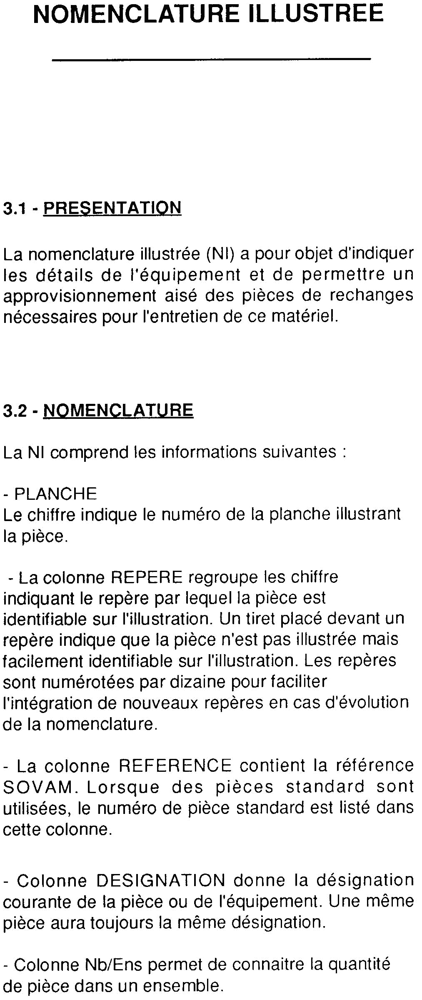 NOMENCLATURE ILLUSTREE
3.1 - PRESENTATION
La nomenclature illustrée (NI) a pour objet d'indiquer
les détails de l'équipement et de permettre un
approvisionnement aisé des pièces de rechanges
nécessaires pour l'entretien de ce matériel.
3.2 - NOMENCLATURE
La NI comprend les informations suivantes :
- PLANCHE
Le chiffre indique le numéro de la planche illustrant
la pièce.
- La colonne REPERE regroupe les chiffre
indiquant le repère par lequel la pièce est
identifiable sur l'illustration. Un tiret placé devant un
repère indique que la pièce n'est pas illustrée mais
facilement identifiable sur l'illustration. Les repères
sont numérotées par dizaine pour faciliter
l'intégration de nouveaux repères en cas d'évolution
de la nomenclature.
- La colonne REFERENCE contient la référence
SOVAM. Lorsque des pièces standard sont
utilisées, le numéro de pièce standard est listé dans
cette colonne.
- Colonne DESIGNATION donne la désignation
courante de la pièce ou de l'équipement. Une même
pièce aura toujours la même désignation.
- Colonne Nb/Ens permet de connaitre la quantité
de pièce dans un ensemble.